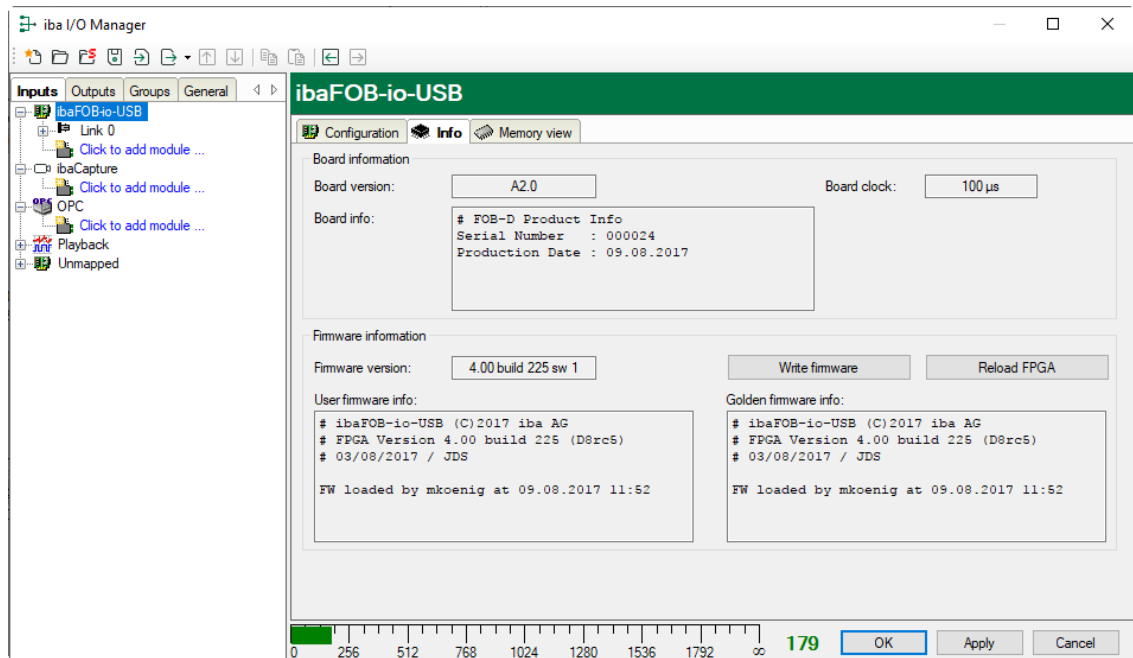 iba I/O Manager
Inputs Outputs Groups General
ibaFOB-io-USB
Link 0
Click to add module ...
ibaCapture
Click to add module ...
OPC
OPC
Click to add module ...
Playback
Unmapped
ibaFOB-io-USB
Configuration Info Memory view
Board information
Board version: A2.0 Board clock: 100 µs
Board info:
# FOB-D Product Info
Serial Number : 000024
Production Date : 09.08.2017
Firmware information
Firmware version: 4.00 build 225 sw 1 Write firmware Reload FPGA
User firmware info:
# ibaFOB-io-USB (C)2017 iba AG
# FPGA Version 4.00 build 225 (D8rc5)
# 03/08/2017 / JDS
FW loaded by mkoenig at 09.08.2017 11:52
Golden firmware info:
# ibaFOB-io-USB (C)2017 iba AG
# FPGA Version 4.00 build 225 (D8rc5)
# 03/08/2017 / JDS
FW loaded by mkoenig at 09.08.2017 11:52
0 256 512 768 1024 1280 1536 1792 ∞ 179 OK Apply Cancel